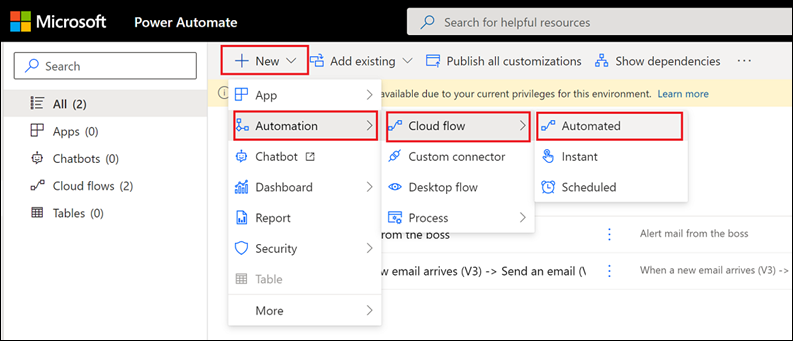 Microsoft Power Automate Search for helpful resources
Search
New Add existing Publish all customizations Show dependencies ...
available due to your current privileges for this environment. Learn more
All (2)
Apps (0)
Chatbots (0)
Cloud flows (2)
Tables (0)
App
Automation
Chatbot
Dashboard
Report
Security
Table
More
Cloud flow
Custom connector
Desktop flow
Process
Automated
Instant
Scheduled
from the boss Alert mail from the boss
email arrives (V3) -> Send an email (V When a new email arrives (V3) ->